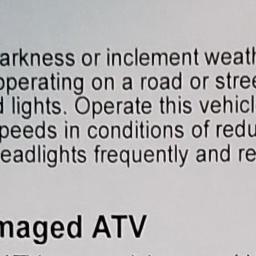 arkness or inclement weath
operating on a road or stree
d lights. Operate this vehicl
peeds in conditions of redu
eadlights frequently and re
maged ATV